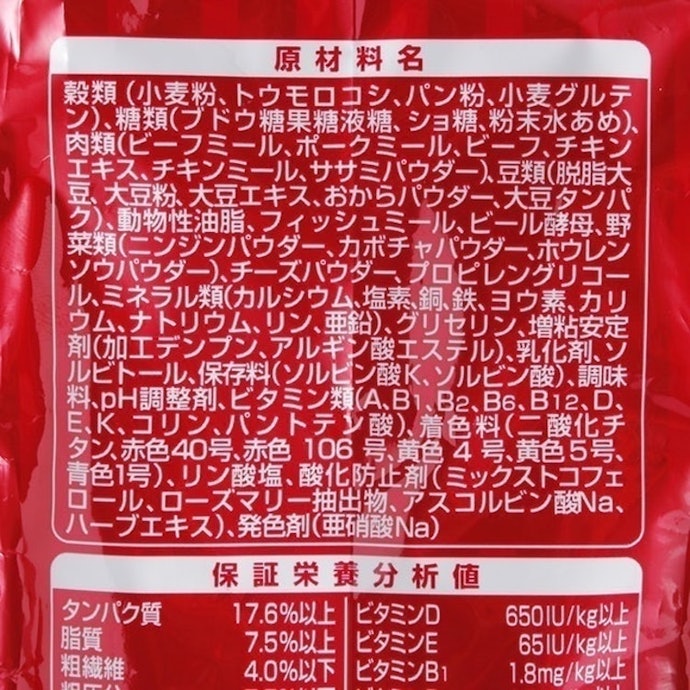 原材料名
穀類（小麦粉、トウモロコシ、パン粉、小麦グルテ
ン）、糖類（ブドウ糖果糖液糖、ショ糖、粉末水あめ）、
肉類（ビーフミール、ポークミール、ビーフ、チキン
エキス、チキンミール、ササミパウダー）、豆類（脱脂大
豆、大豆粉、大豆エキス、おからパウダー、大豆タンパ
ク）、動物性油脂、フィッシュミール、ビール酵母、野
菜類（ニンジンパウダー、カボチャパウダー、ホウレン
ソウパウダー）、チーズパウダー、プロピレングリコー
ル、ミネラル類（カルシウム、塩素、銅、鉄、ヨウ素、カリ
ウム、ナトリウム、リン、亜鉛）、グリセリン、増粘安定
剤（加工デンプン、アルギン酸エステル）、乳化剤、ソ
ルビトール、保存料（ソルビン酸K、ソルビン酸）、調味
料、pH調整剤、ビタミン類（A、B1、B2、B6、B12、D、
E、K、コリン、パントテン酸）、着色料（二酸化チ
タン、赤色40号、赤色 106 号、黄色 4 号、黄色5号、
青色1号）、リン酸塩、酸化防止剤（ミックストコフェ
ロール、ローズマリー抽出物、アスコルビン酸Na、
ハーブエキス）、発色剤（亜硝酸Na）
保証栄養分析値
タンパク質 17.6%以上 ビタミンD 650IU/kg以上
脂質 7.5%以上 ビタミンE 65IU/kg以上
粗繊維 4.0%以下 ビタミンB1 1.8mg/kg以上